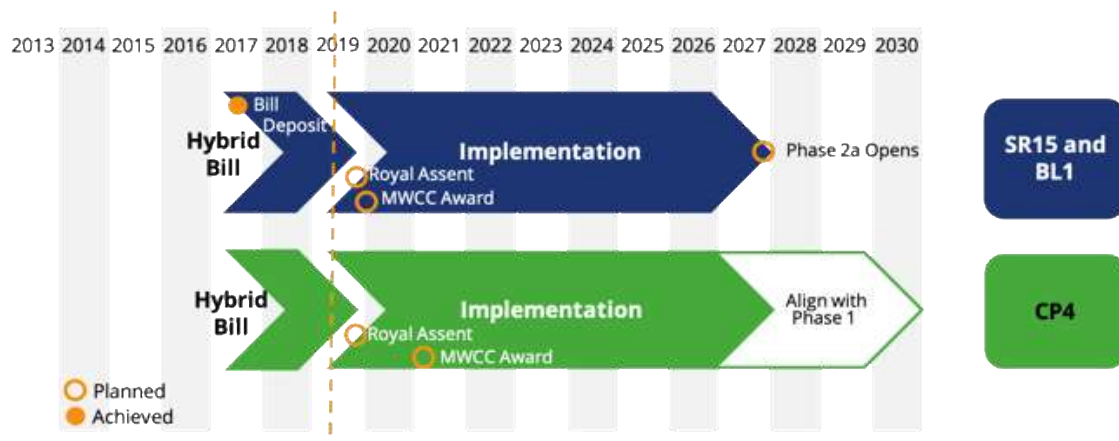 2013 2014 2015 2016 2017 2018 2019 2020 2021 2022 2023 2024 2025 2026 2027 2028 2029 2030
Bill
Deposit
Hybrid
Bill
Implementation
Royal Assent
MWCC Award
Phase 2a Opens
SR15 and
BL1
Hybrid
Bill
Implementation
Royal Assent
MWCC Award
Align with
Phase 1
CP4
Planned
Achieved